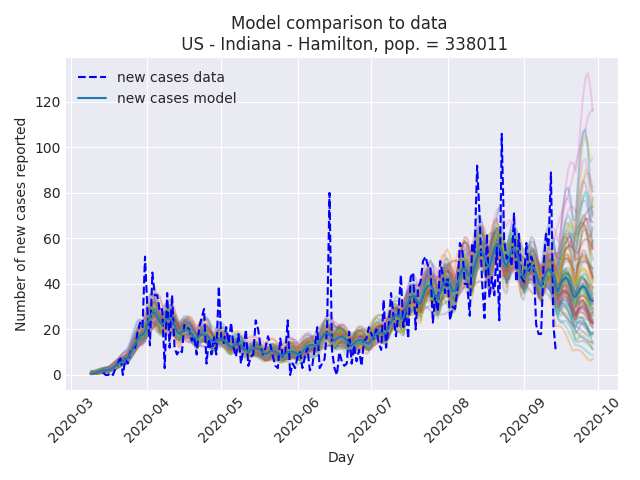 Model comparison to data
US - Indiana - Hamilton, pop. = 338011
new cases data
new cases model
Number of new cases reported
120
100
80
60
40
20
0
2020-03
2020-04
2020-05
2020-06
2020-07
2020-08
2020-09
2020-10
Day